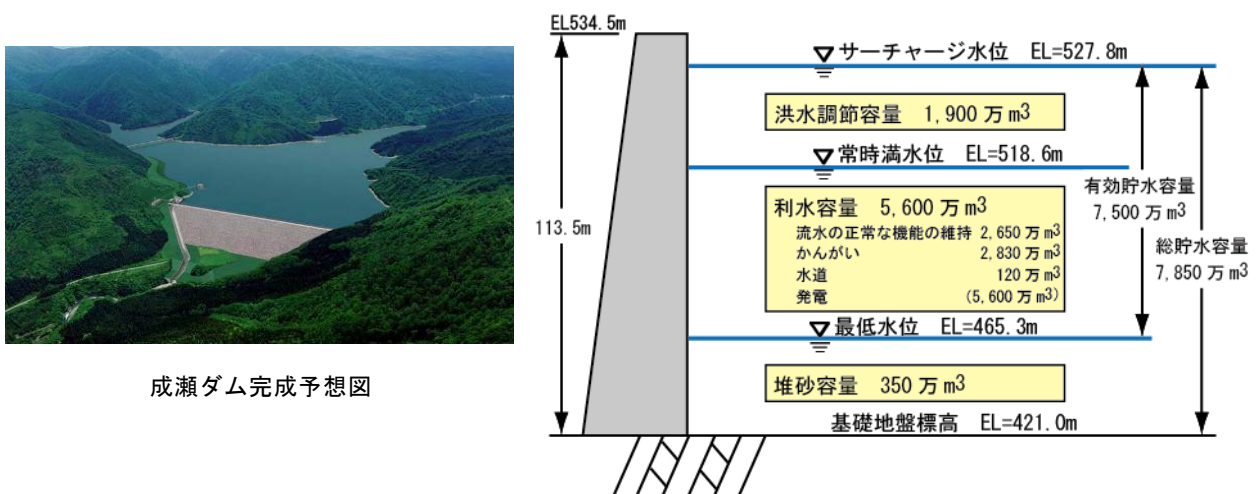 EL534.5m
サーチャージ水位 EL=527.8m
洪水調節容量 1,900万m³
常時満水位 EL=518.6m
有効貯水容量
7,500万m³
利水容量 5,600万m³
流水の正常な機能の維持 2,650万m³
かんがい 2,830万m³
水道 120万m³
発電 (5,600万m³)
113.5m
総貯水容量
7,850万m³
最低水位 EL=465.3m
堆砂容量 350万m³
基礎地盤標高 EL=421.0m
成瀬ダム完成予想図